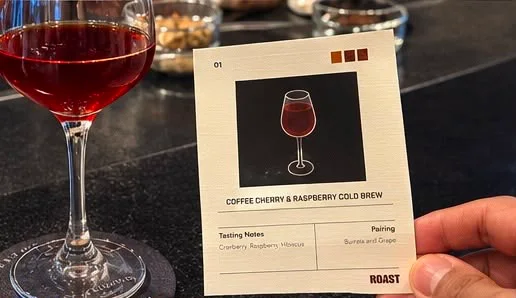 01
COFFEE CHERRY & RASPBERRY COLD BREW
Tasting Notes
Cranberry, Raspberry, Hibiscus
Pairing
Burrata and Grape
ROAST